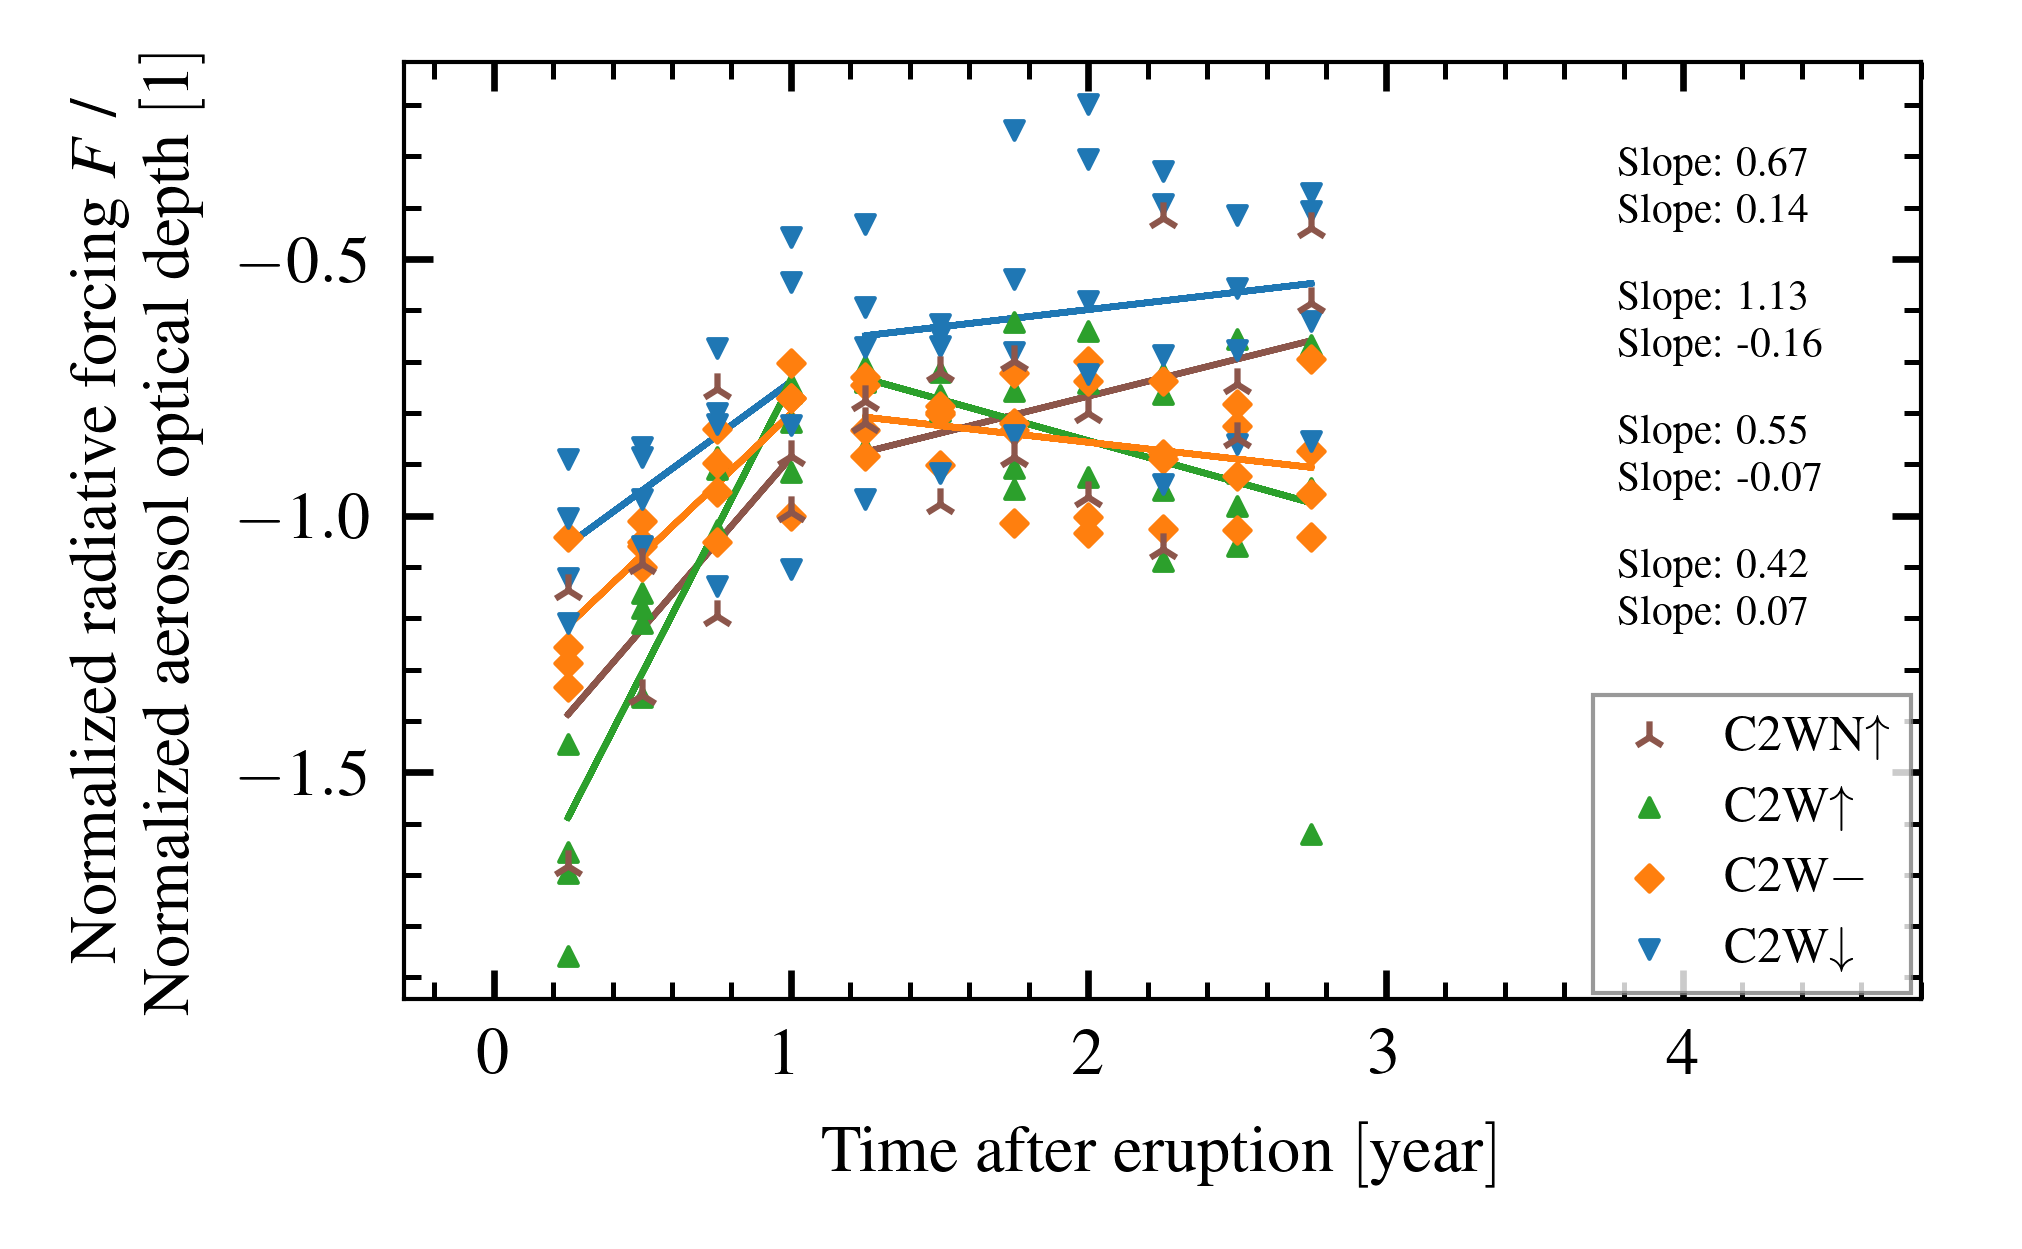 Normalized radiative forcing F /
Normalized aerosol optical depth [1]
−0.5
−1.0
−1.5
Slope: 0.67
Slope: 0.14
Slope: 1.13
Slope: -0.16
Slope: 0.55
Slope: -0.07
Slope: 0.42
Slope: 0.07
C2WN↑
C2W↑
C2W−
C2W↓
0 1 2 3 4
Time after eruption [year]